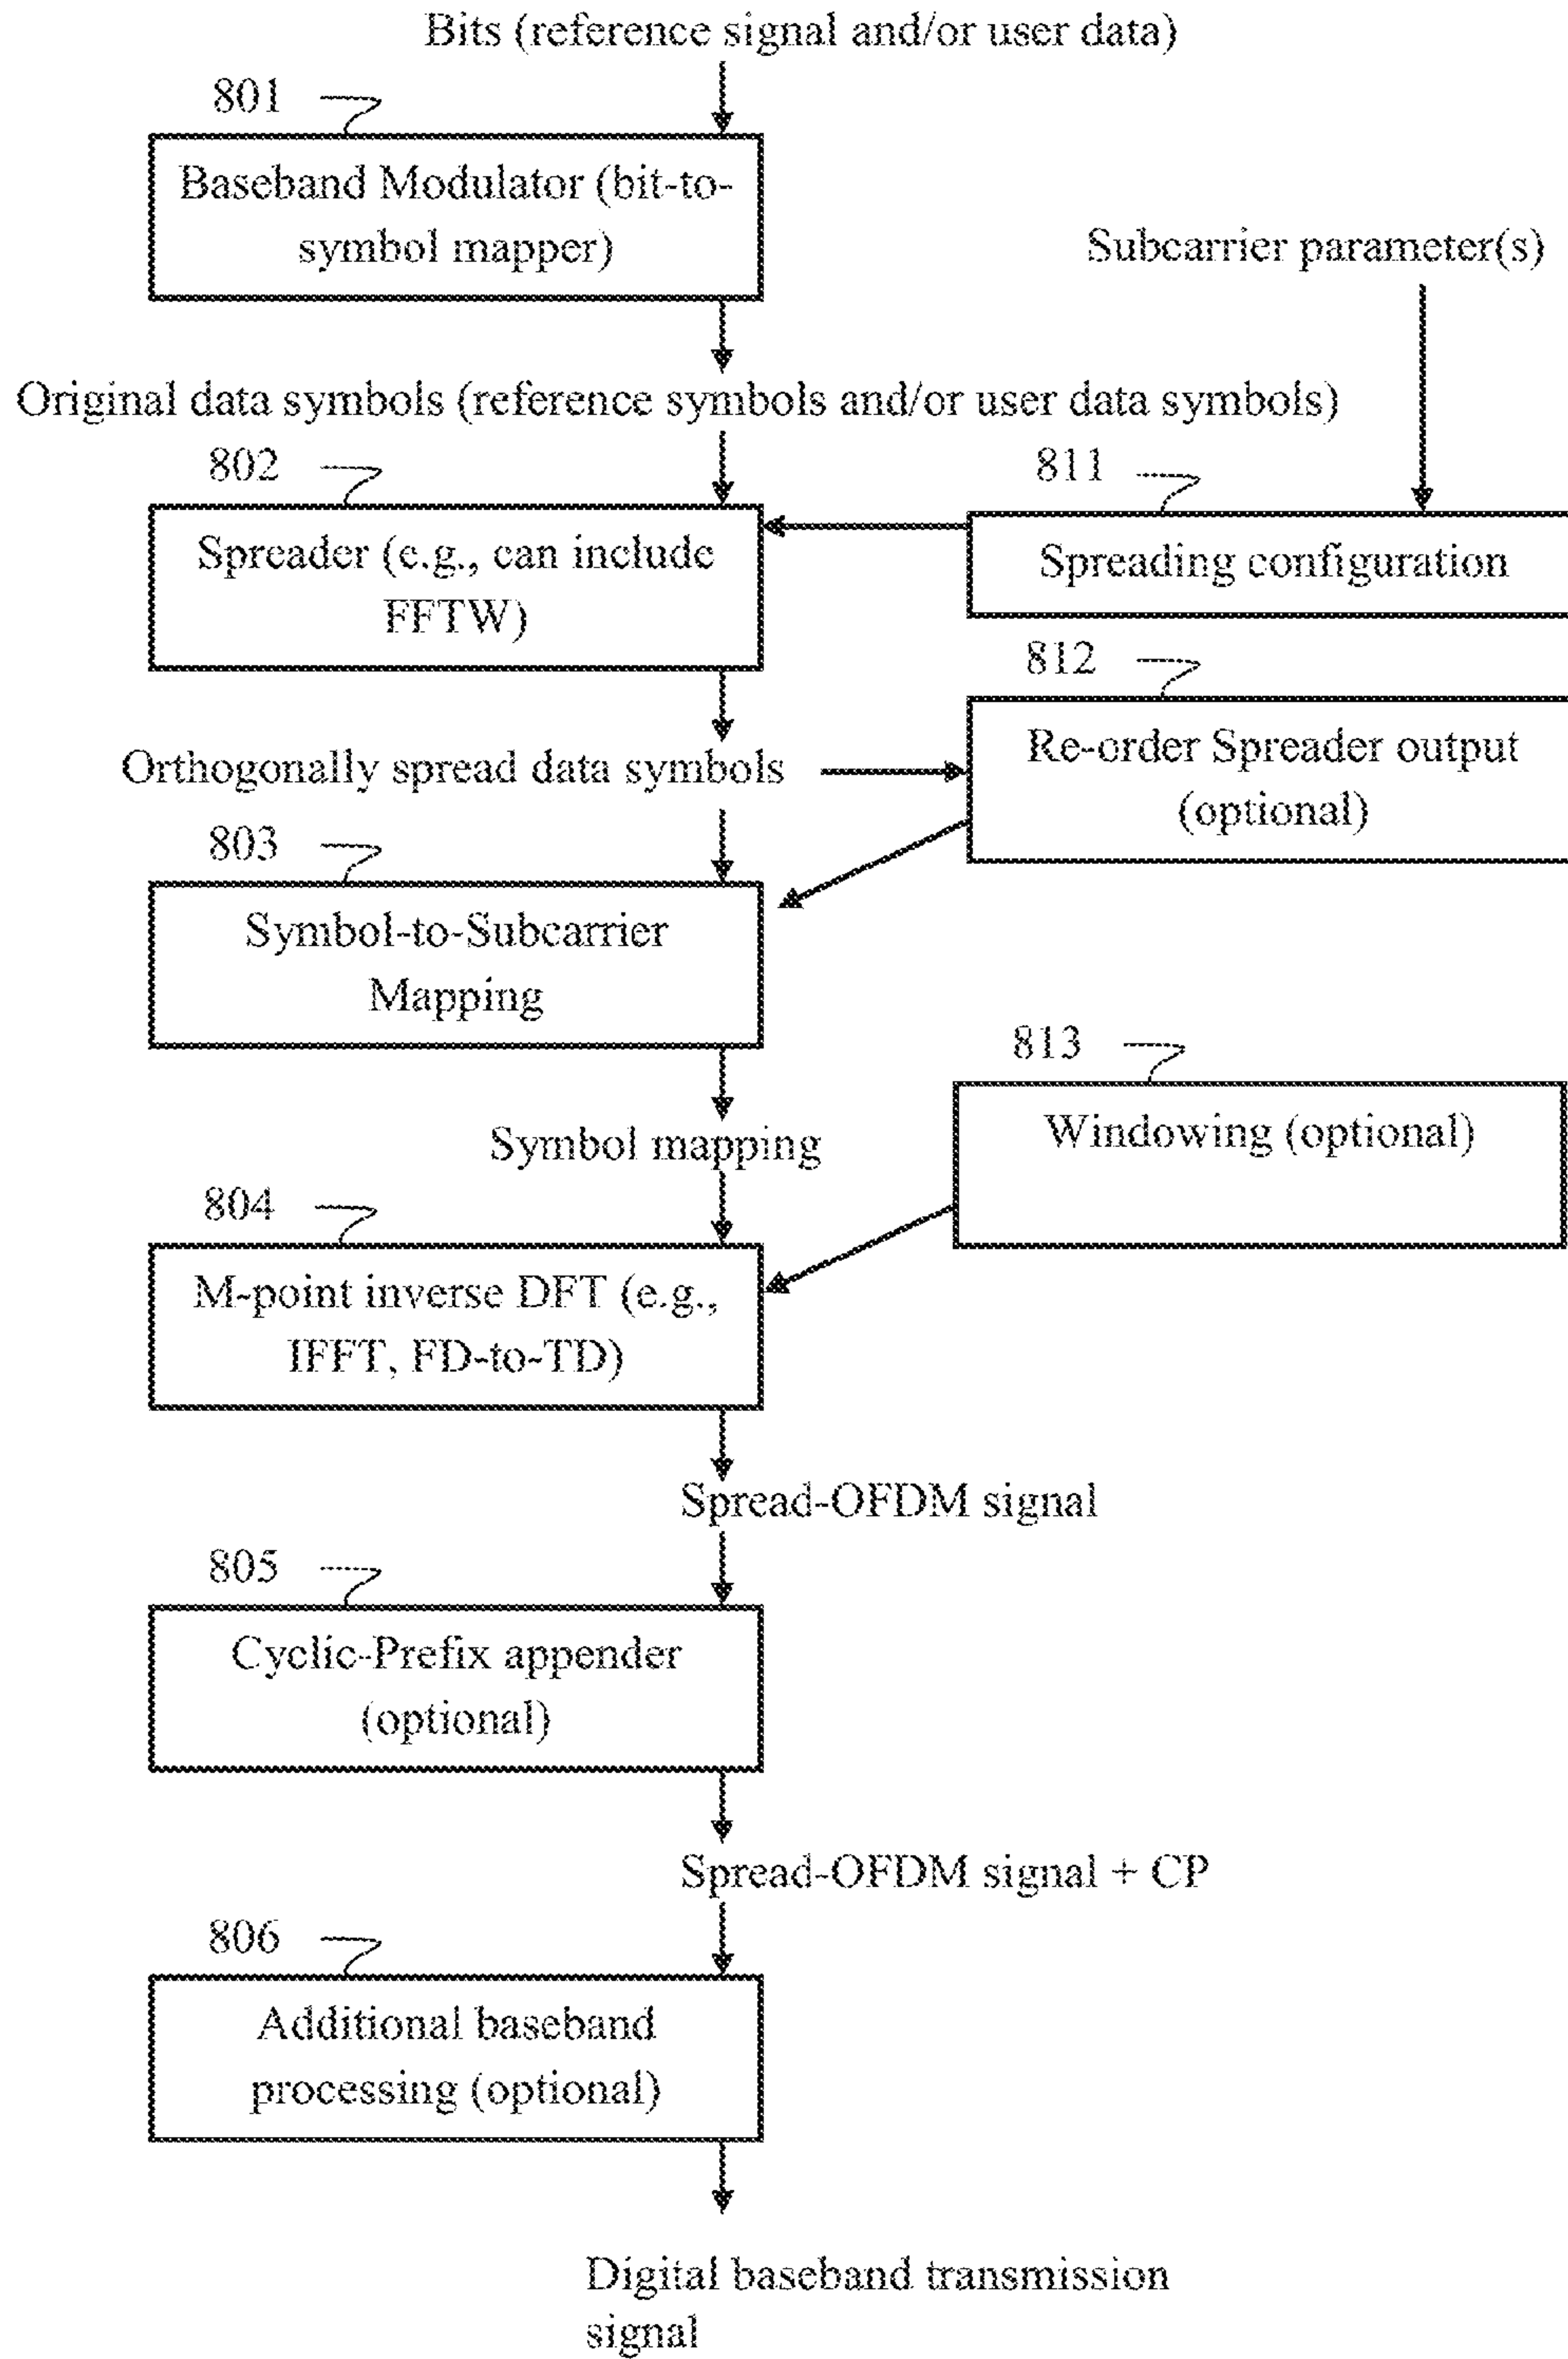 Bits (reference signal and/or user data)
801
Baseband Modulator (bit-to-
symbol mapper)
Subcarrier parameter(s)
Original data symbols (reference symbols and/or user data symbols)
802
Spreader (e.g., can include
FFTW)
811
Spreading configuration
812
Re-order Spreader output
(optional)
Orthogonally spread data symbols
803
Symbol-to-Subcarrier
Mapping
813
Windowing (optional)
Symbol mapping
804
M-point inverse DFT (e.g.,
IFFT, FD-to-TD)
Spread-OFDM signal
805
Cyclic-Prefix appender
(optional)
Spread-OFDM signal + CP
806
Additional baseband
processing (optional)
Digital baseband transmission
signal